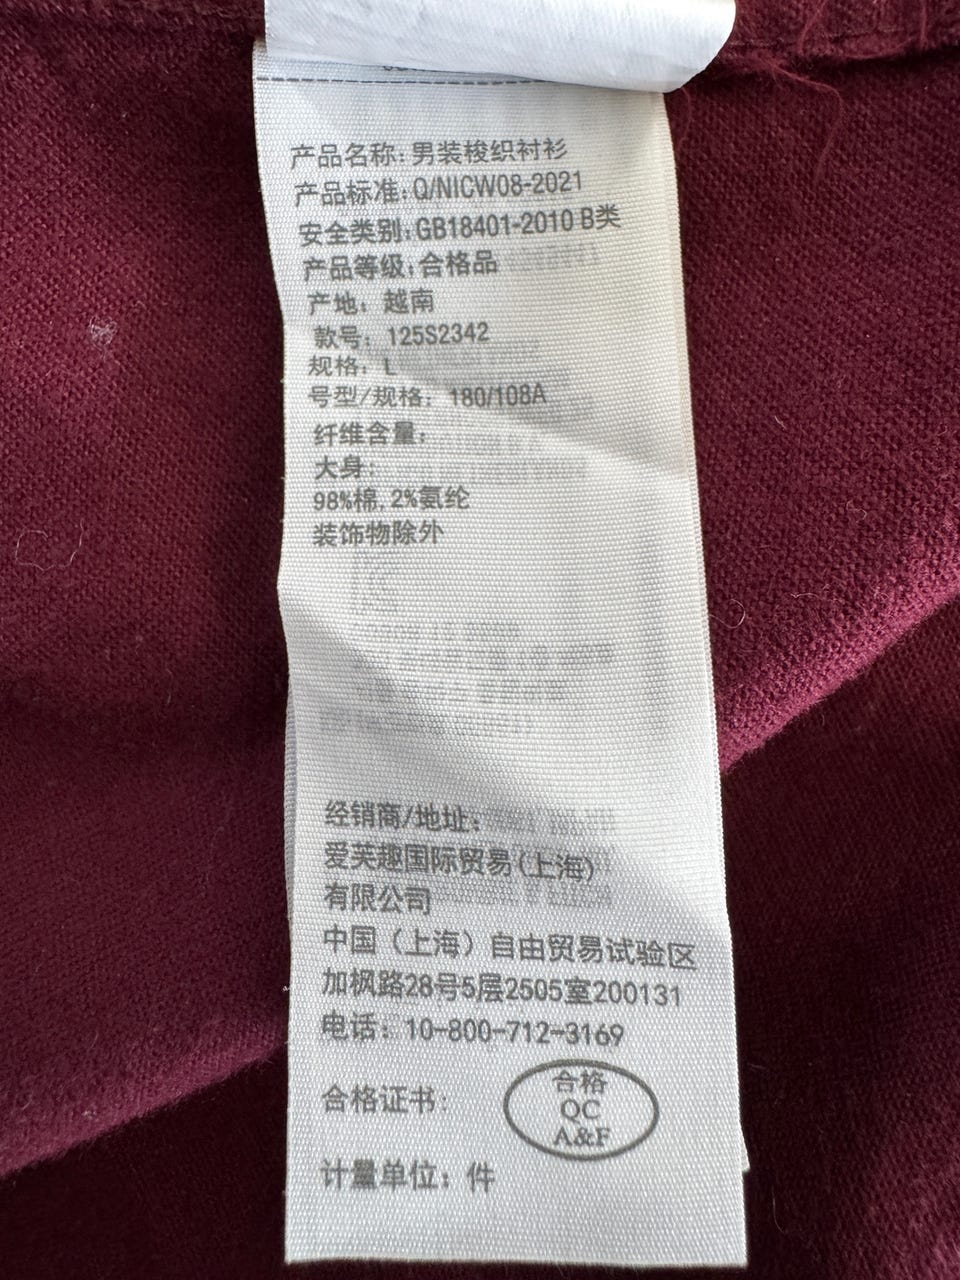 产品名称:男装梭织衬衫
产品标准:Q/NICW08-2021
安全类别:GB18401-2010 B类
产品等级:合格品
产地: 越南
款号: 125S2342
规格: L
号型/规格: 180/108A
纤维含量:
大身:
98%棉,2%氨纶
装饰物除外
经销商/地址:
爱芙趣国际贸易(上海)
有限公司
中国（上海）自由贸易试验区
加枫路28号5层2505室200131
电话: 10-800-712-3169
合格证书:
合格
QC
A&F
计量单位: 件